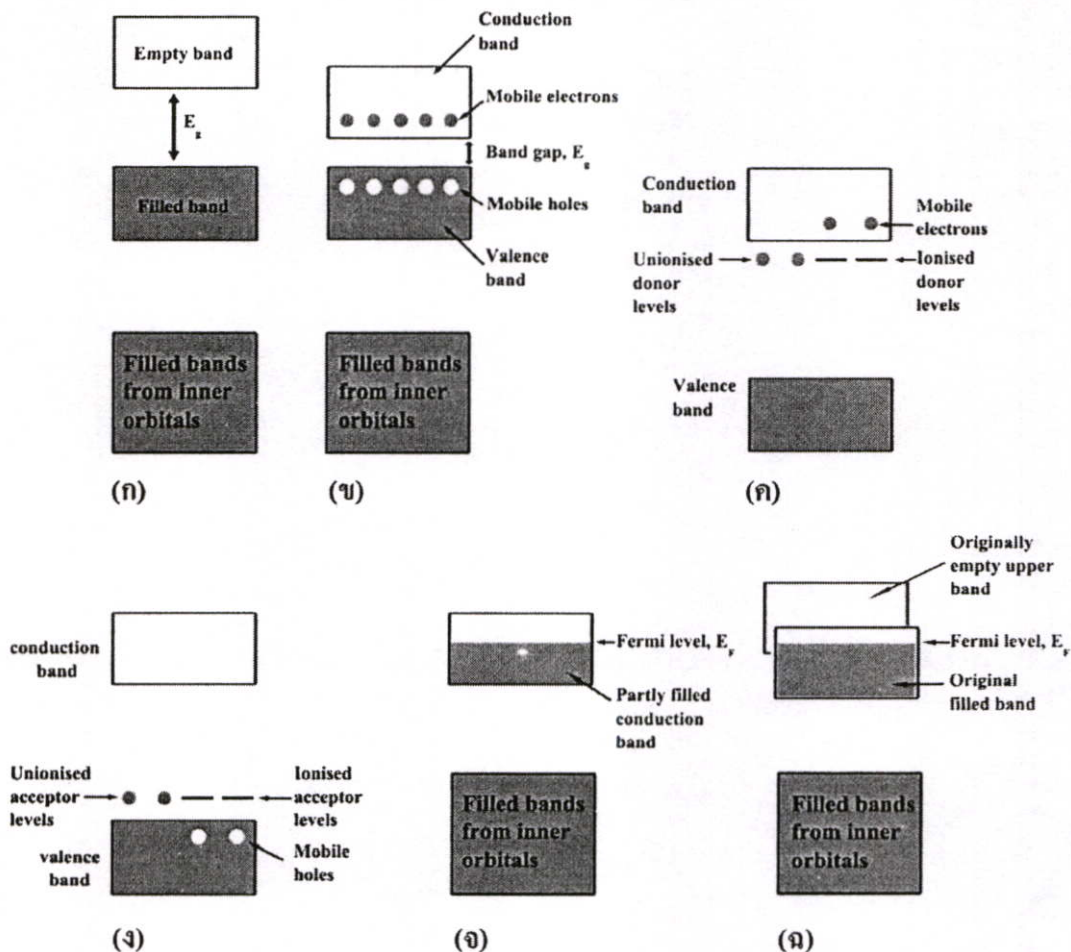 Empty band
E_g
Filled band
Filled bands
from inner
orbitals
(ก)
Conduction
band
Mobile electrons
Band gap, E_g
Mobile holes
Valence
band
Filled bands
from inner
orbitals
(ข)
Conduction
band
Mobile
electrons
Unionised
donor
levels
Ionised
donor
levels
Valence
band
(ค)
conduction
band
Unionised
acceptor
levels
Ionised
acceptor
levels
valence
band
Mobile
holes
(ง)
Fermi level, E_F
Partly filled
conduction
band
Filled bands
from inner
orbitals
(จ)
Originally
empty upper
band
Fermi level, E_F
Original
filled band
Filled bands
from inner
orbitals
(ฉ)